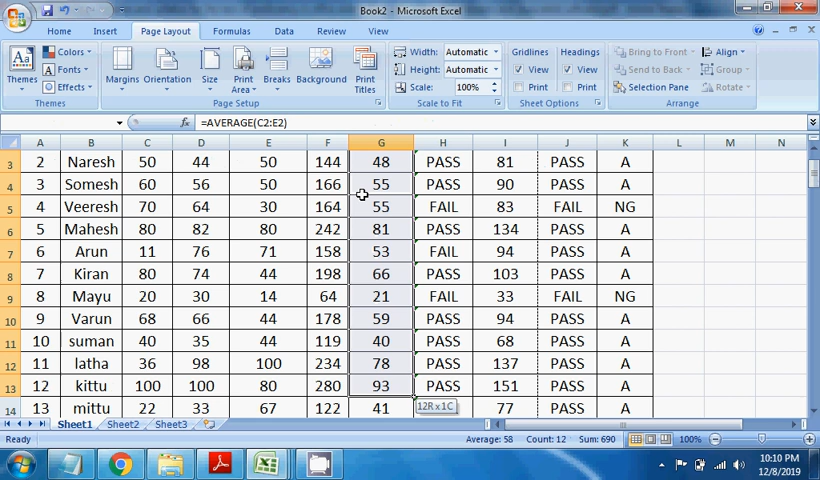 Book2 - Microsoft Excel
Home Insert Page Layout Formulas Data Review View
Themes Colors Fonts Effects Margins Orientation Size Print Area Breaks Background Print Titles
Width: Automatic Height: Automatic Scale: 100%
Gridlines View Print Headings View Print
Bring to Front Send to Back Selection Pane Align Group Rotate
Themes Page Setup Scale to Fit Sheet Options Arrange
fx =AVERAGE(C2:E2)
A B C D E F G H I J K L M N
3 2 Naresh 50 44 50 144 48 PASS 81 PASS A
4 3 Somesh 60 56 50 166 55 PASS 90 PASS A
5 4 Veeresh 70 64 30 164 55 FAIL 83 FAIL NG
6 5 Mahesh 80 82 80 242 81 PASS 134 PASS A
7 6 Arun 11 76 71 158 53 FAIL 94 PASS A
8 7 Kiran 80 74 44 198 66 PASS 103 PASS A
9 8 Mayu 20 30 14 64 21 FAIL 33 FAIL NG
10 9 Varun 68 66 44 178 59 PASS 94 PASS A
11 10 suman 40 35 44 119 40 PASS 68 PASS A
12 11 latha 36 98 100 234 78 PASS 137 PASS A
13 12 kittu 100 100 80 280 93 PASS 151 PASS A
14 13 mittu 22 33 67 122 41 77 PASS A
12R x 1C
Sheet1 Sheet2 Sheet3
Ready Average: 58 Count: 12 Sum: 690 100%
10:10 PM
12/8/2019